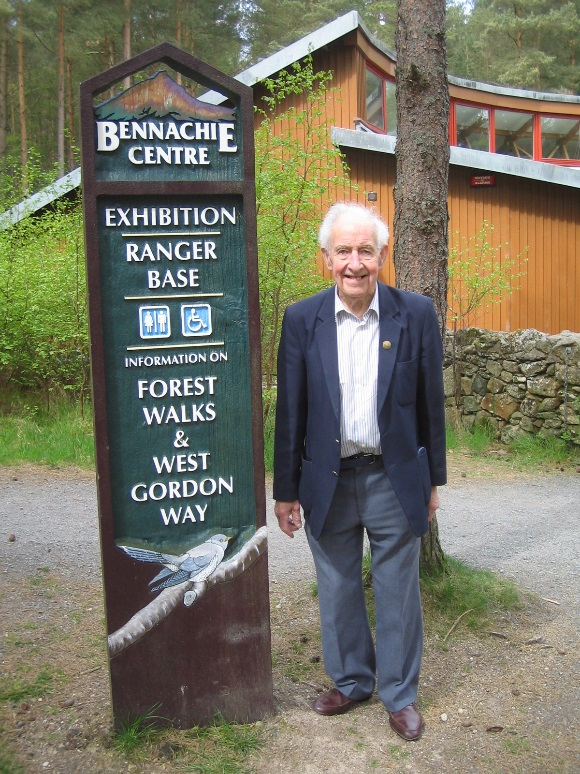 BENNACHIE
CENTRE
EXHIBITION
RANGER
BASE
INFORMATION ON
FOREST
WALKS
&
WEST
GORDON
WAY